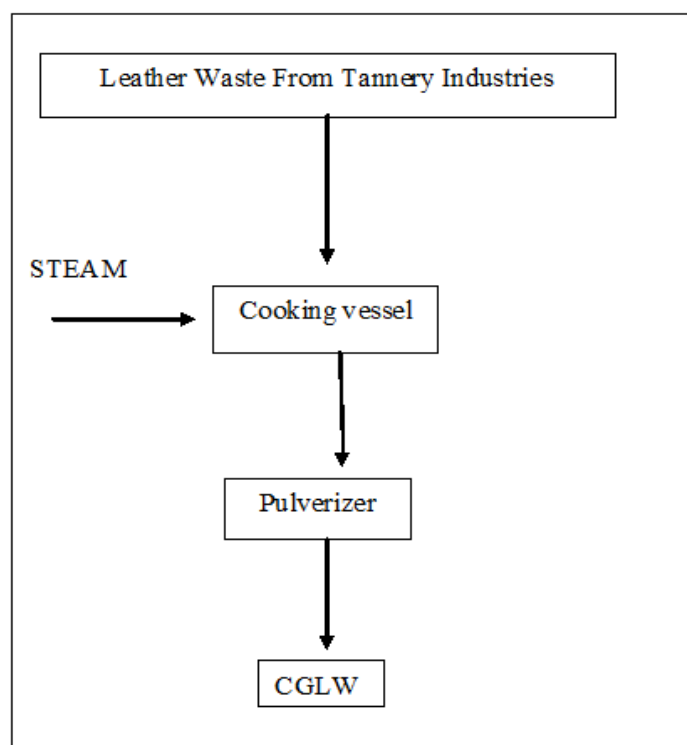 Leather Waste From Tannery Industries
STEAM
Cooking vessel
Pulverizer
CGLW